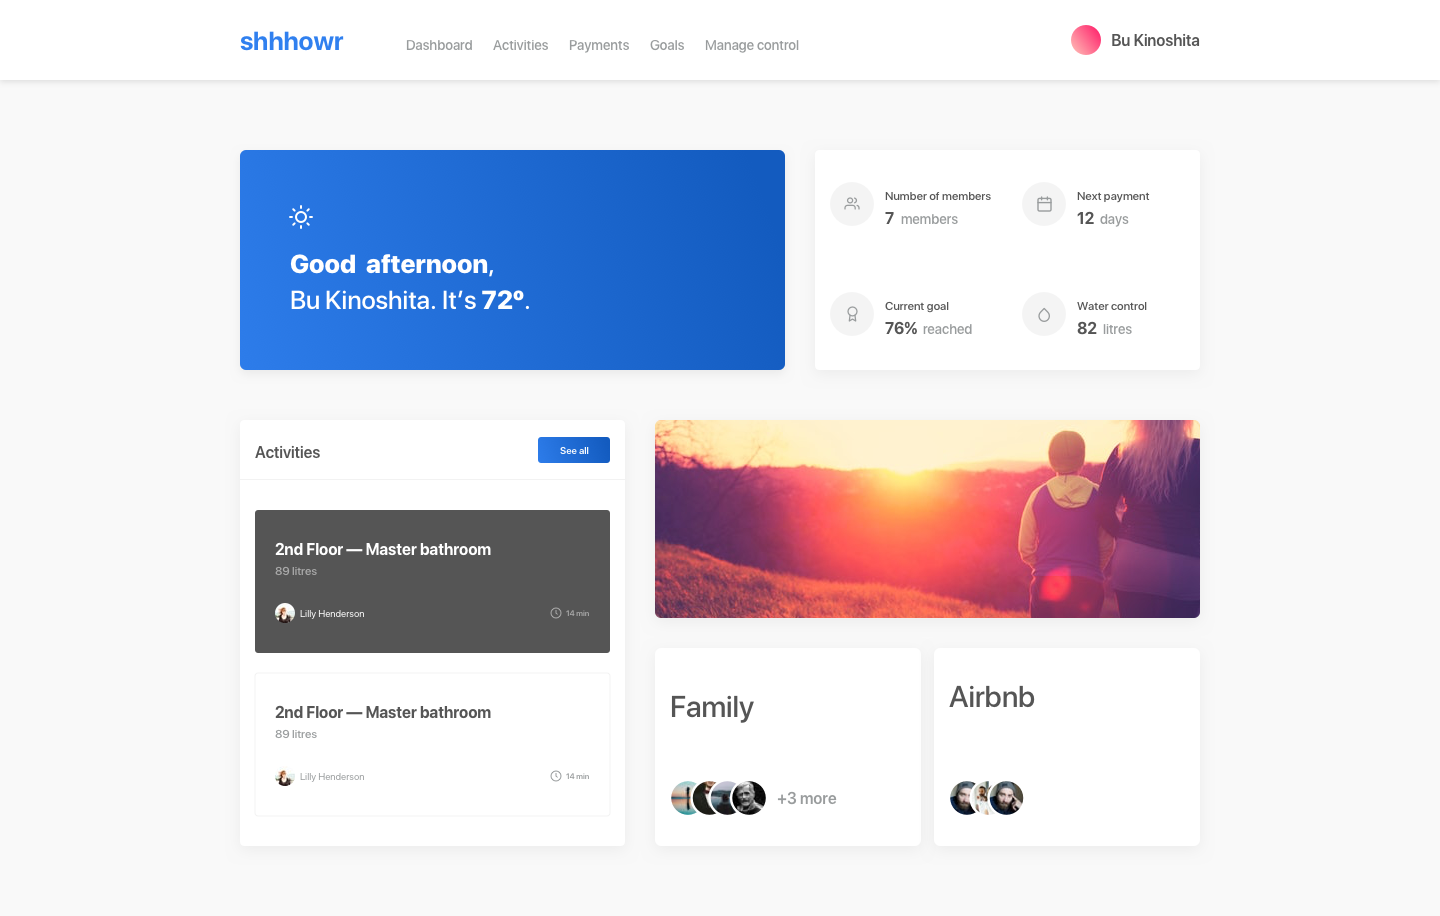 shhhowr
Dashboard Activities Payments Goals Manage control
Bu Kinoshita
Good afternoon,
Bu Kinoshita. It’s 72º.
Number of members
7 members
Next payment
12 days
Current goal
76% reached
Water control
82 litres
Activities
See all
2nd Floor — Master bathroom
89 litres
Lilly Henderson
14 min
2nd Floor — Master bathroom
89 litres
Lilly Henderson
14 min
Family
+3 more
Airbnb